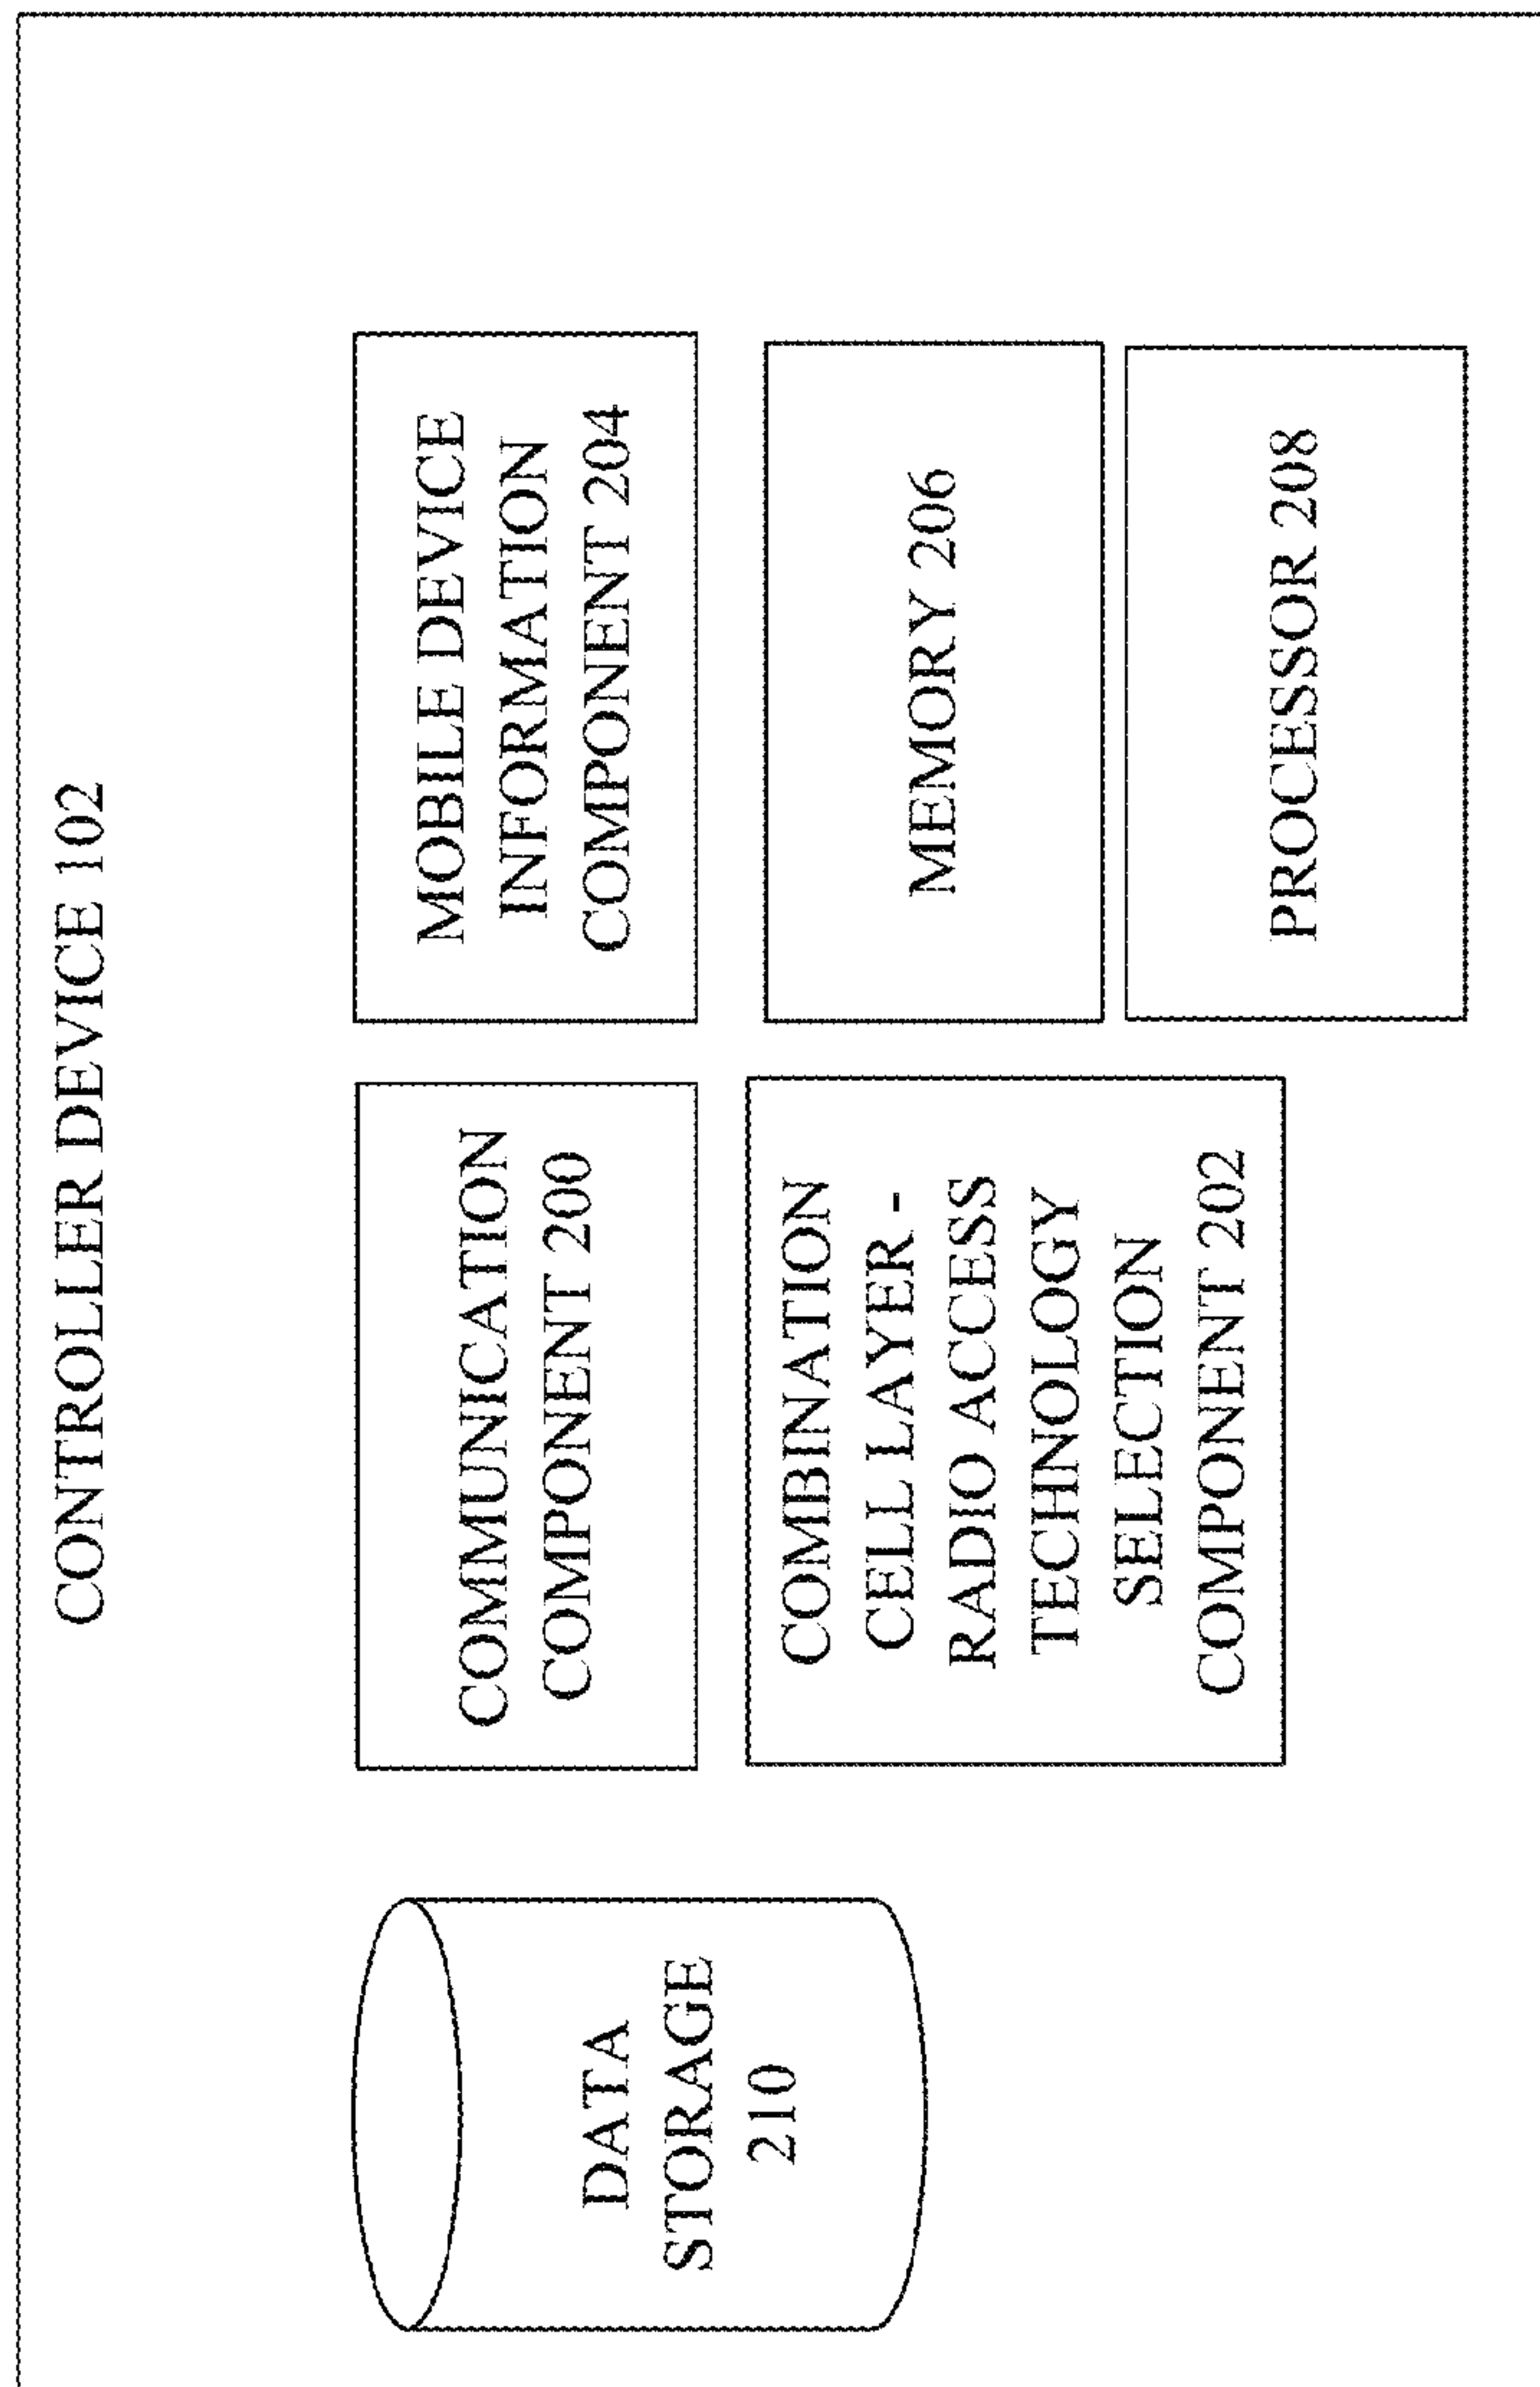 CONTROLLER DEVICE 102
DATA
STORAGE
210
COMMUNICATION
COMPONENT 200
COMBINATION
CELL LAYER -
RADIO ACCESS
TECHNOLOGY
SELECTION
COMPONENT 202
MOBILE DEVICE
INFORMATION
COMPONENT 204
MEMORY 206
PROCESSOR 208